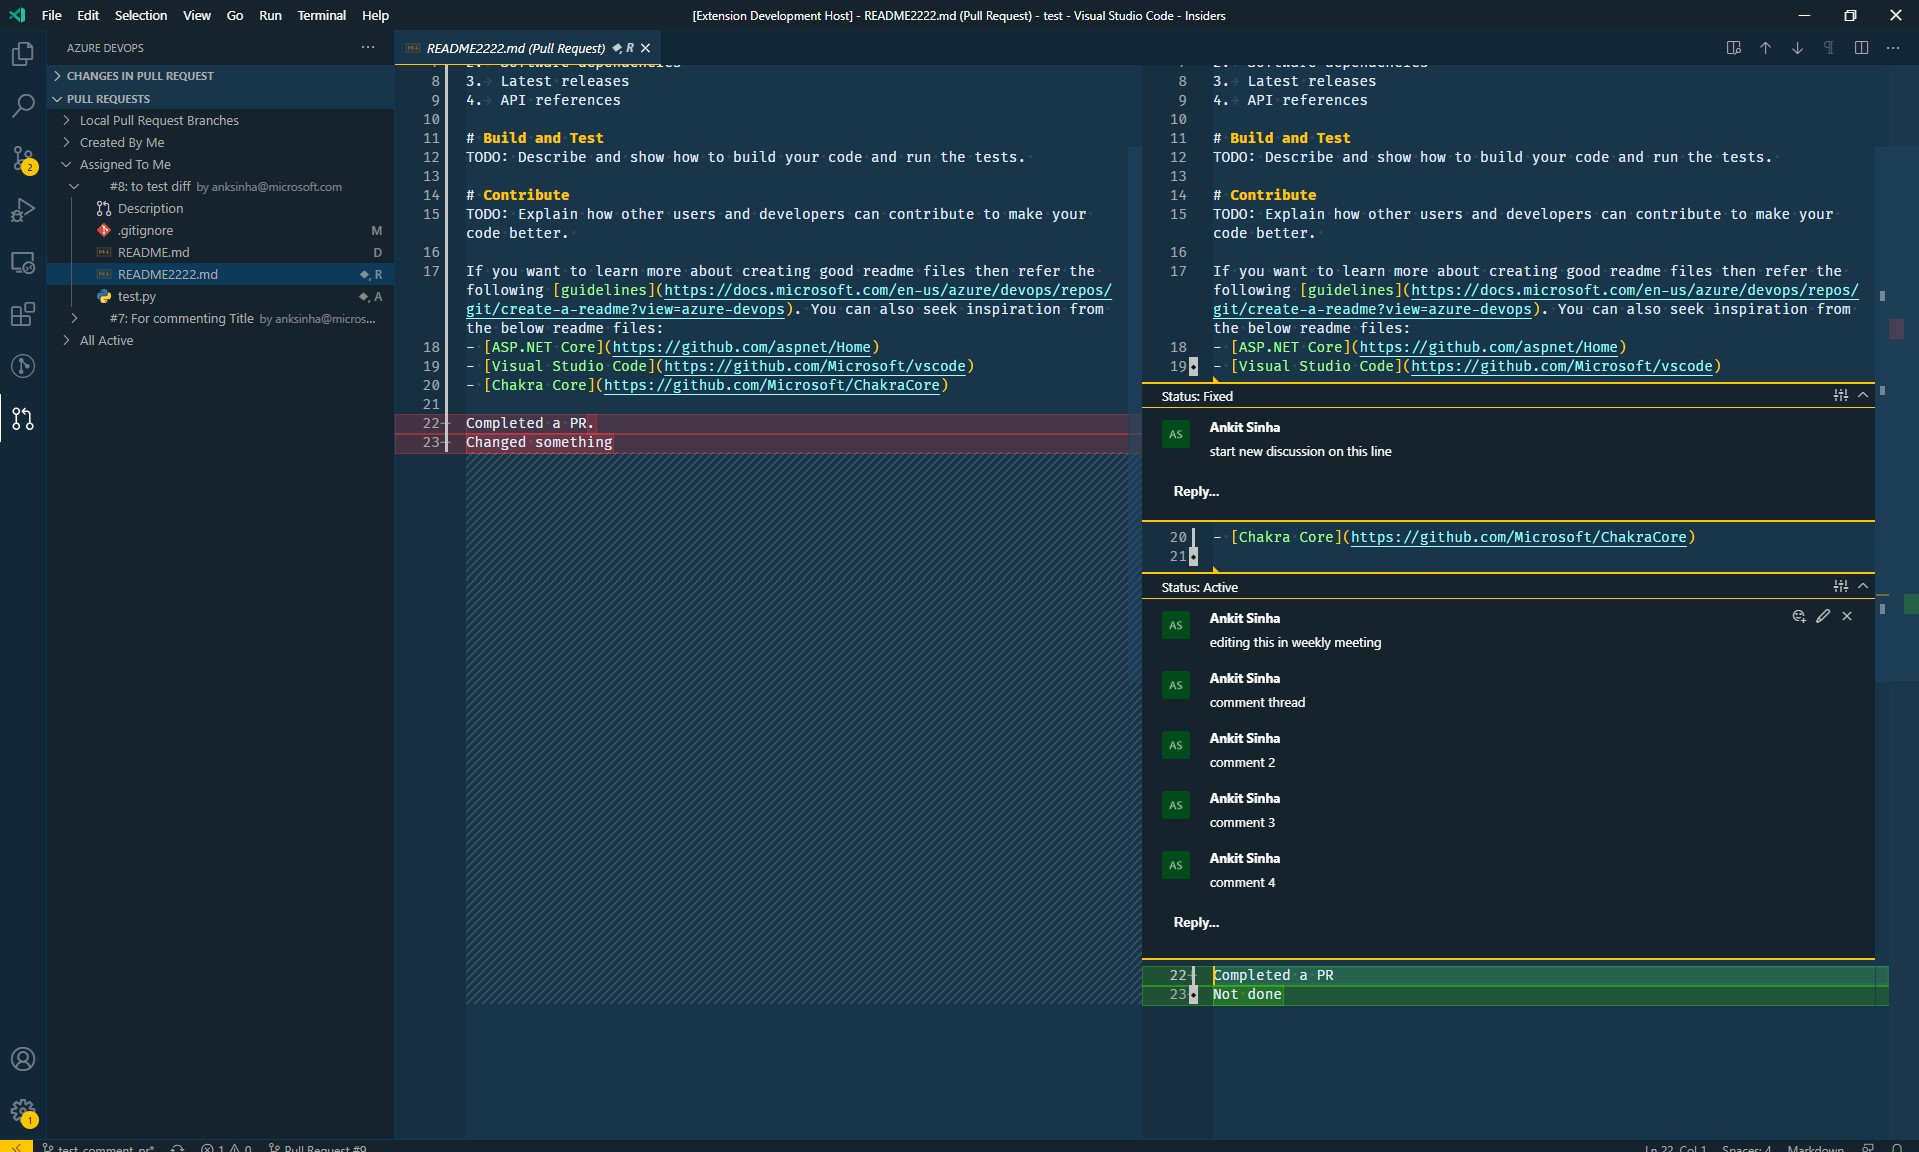 File Edit Selection View Go Run Terminal Help
[Extension Development Host] - README2222.md (Pull Request) - test - Visual Studio Code - Insiders
AZURE DEVOPS
CHANGES IN PULL REQUEST
PULL REQUESTS
Local Pull Request Branches
Created By Me
Assigned To Me
#8: to test diff by anksinha@microsoft.com
Description
.gitignore M
README.md D
README2222.md ◆, R
test.py ◆, A
#7: For commenting Title by anksinha@micros...
All Active
2
1
README2222.md (Pull Request) ◆, R
7 2. Software dependencies
8 3. Latest releases
9 4. API references
10
11 # Build and Test
12 TODO: Describe and show how to build your code and run the tests.
13
14 # Contribute
15 TODO: Explain how other users and developers can contribute to make your
code better.
16
17 If you want to learn more about creating good readme files then refer the
following [guidelines](https://docs.microsoft.com/en-us/azure/devops/repos/
git/create-a-readme?view=azure-devops). You can also seek inspiration from
the below readme files:
18 - [ASP.NET Core](https://github.com/aspnet/Home)
19 - [Visual Studio Code](https://github.com/Microsoft/vscode)
20 - [Chakra Core](https://github.com/Microsoft/ChakraCore)
21
22- Completed a PR.
23- Changed something
7 2. Software dependencies
8 3. Latest releases
9 4. API references
10
11 # Build and Test
12 TODO: Describe and show how to build your code and run the tests.
13
14 # Contribute
15 TODO: Explain how other users and developers can contribute to make your
code better.
16
17 If you want to learn more about creating good readme files then refer the
following [guidelines](https://docs.microsoft.com/en-us/azure/devops/repos/
git/create-a-readme?view=azure-devops). You can also seek inspiration from
the below readme files:
18 - [ASP.NET Core](https://github.com/aspnet/Home)
19 - [Visual Studio Code](https://github.com/Microsoft/vscode)
Status: Fixed
AS Ankit Sinha
start new discussion on this line
Reply...
20 - [Chakra Core](https://github.com/Microsoft/ChakraCore)
21
Status: Active
AS Ankit Sinha
editing this in weekly meeting
AS Ankit Sinha
comment thread
AS Ankit Sinha
comment 2
AS Ankit Sinha
comment 3
AS Ankit Sinha
comment 4
Reply...
22+ Completed a PR
23+ Not done
test-comment-pr* 1 0 Pull Request #9
Ln 22, Col 1 Spaces: 4 Markdown